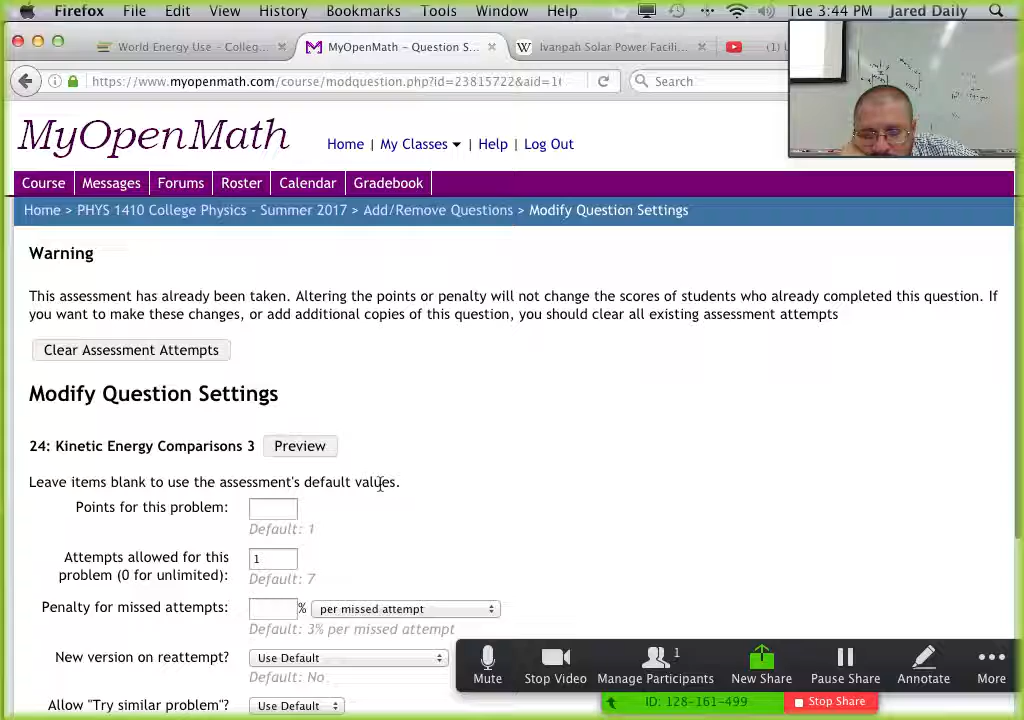 Firefox File Edit View History Bookmarks Tools Window Help Tue 3:44 PM Jared Daily
World Energy Use - Colleg... MyOpenMath - Question S... Ivanpah Solar Power Facili... (1)
https://www.myopenmath.com/course/modquestion.php?id=23815722&aid=1 Search
MyOpenMath
Home | My Classes | Help | Log Out
Course Messages Forums Roster Calendar Gradebook
Home > PHYS 1410 College Physics - Summer 2017 > Add/Remove Questions > Modify Question Settings
Warning
This assessment has already been taken. Altering the points or penalty will not change the scores of students who already completed this question. If
you want to make these changes, or add additional copies of this question, you should clear all existing assessment attempts
Clear Assessment Attempts
Modify Question Settings
24: Kinetic Energy Comparisons 3 Preview
Leave items blank to use the assessment's default values.
Points for this problem:
Default: 1
Attempts allowed for this
problem (0 for unlimited):
1
Default: 7
Penalty for missed attempts: % per missed attempt
Default: 3% per missed attempt
New version on reattempt? Use Default
Default: No
Allow "Try similar problem"? Use Default
Mute Stop Video Manage Participants 1 New Share Pause Share Annotate More
ID: 128-161-499 Stop Share